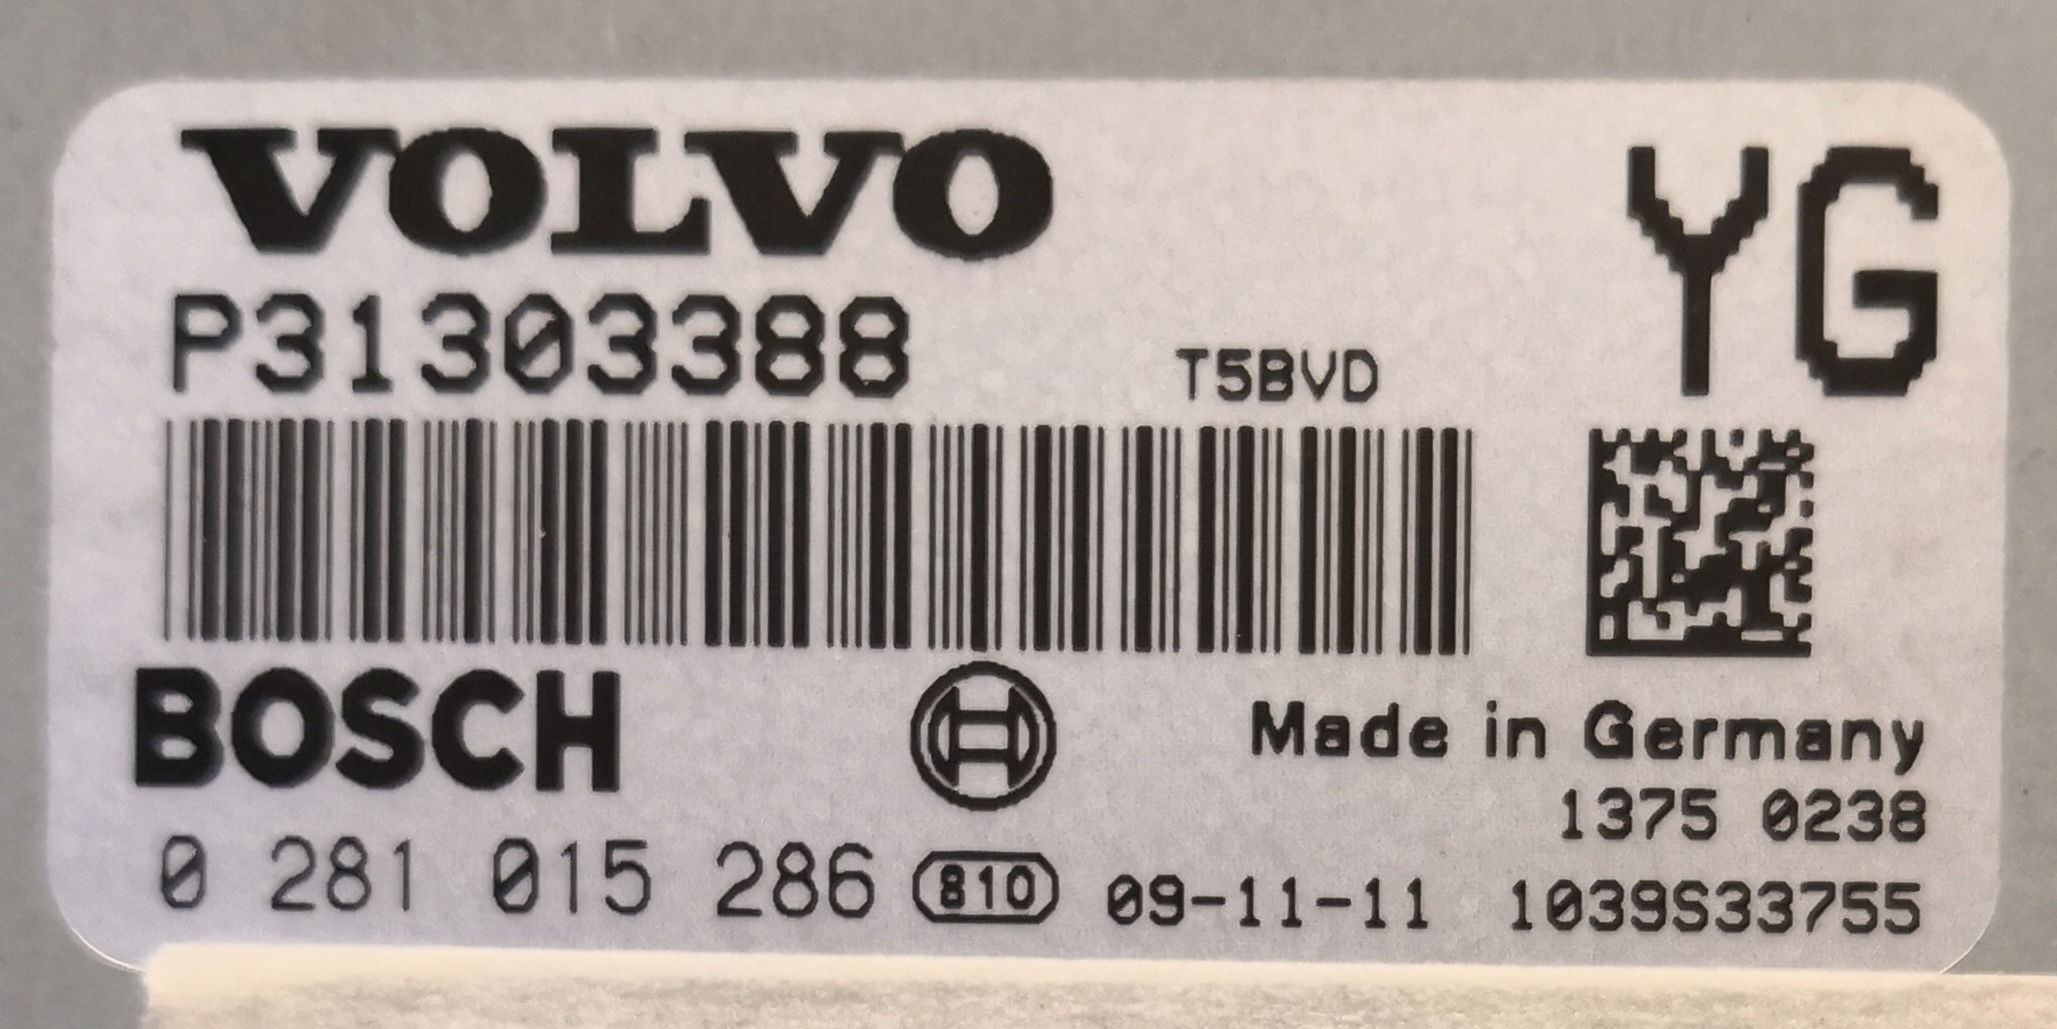 VOLVO
YG
P31303388
T5BVD
BOSCH
Made in Germany
1375 0238
0 281 015 286 810 09-11-11 1039S33755